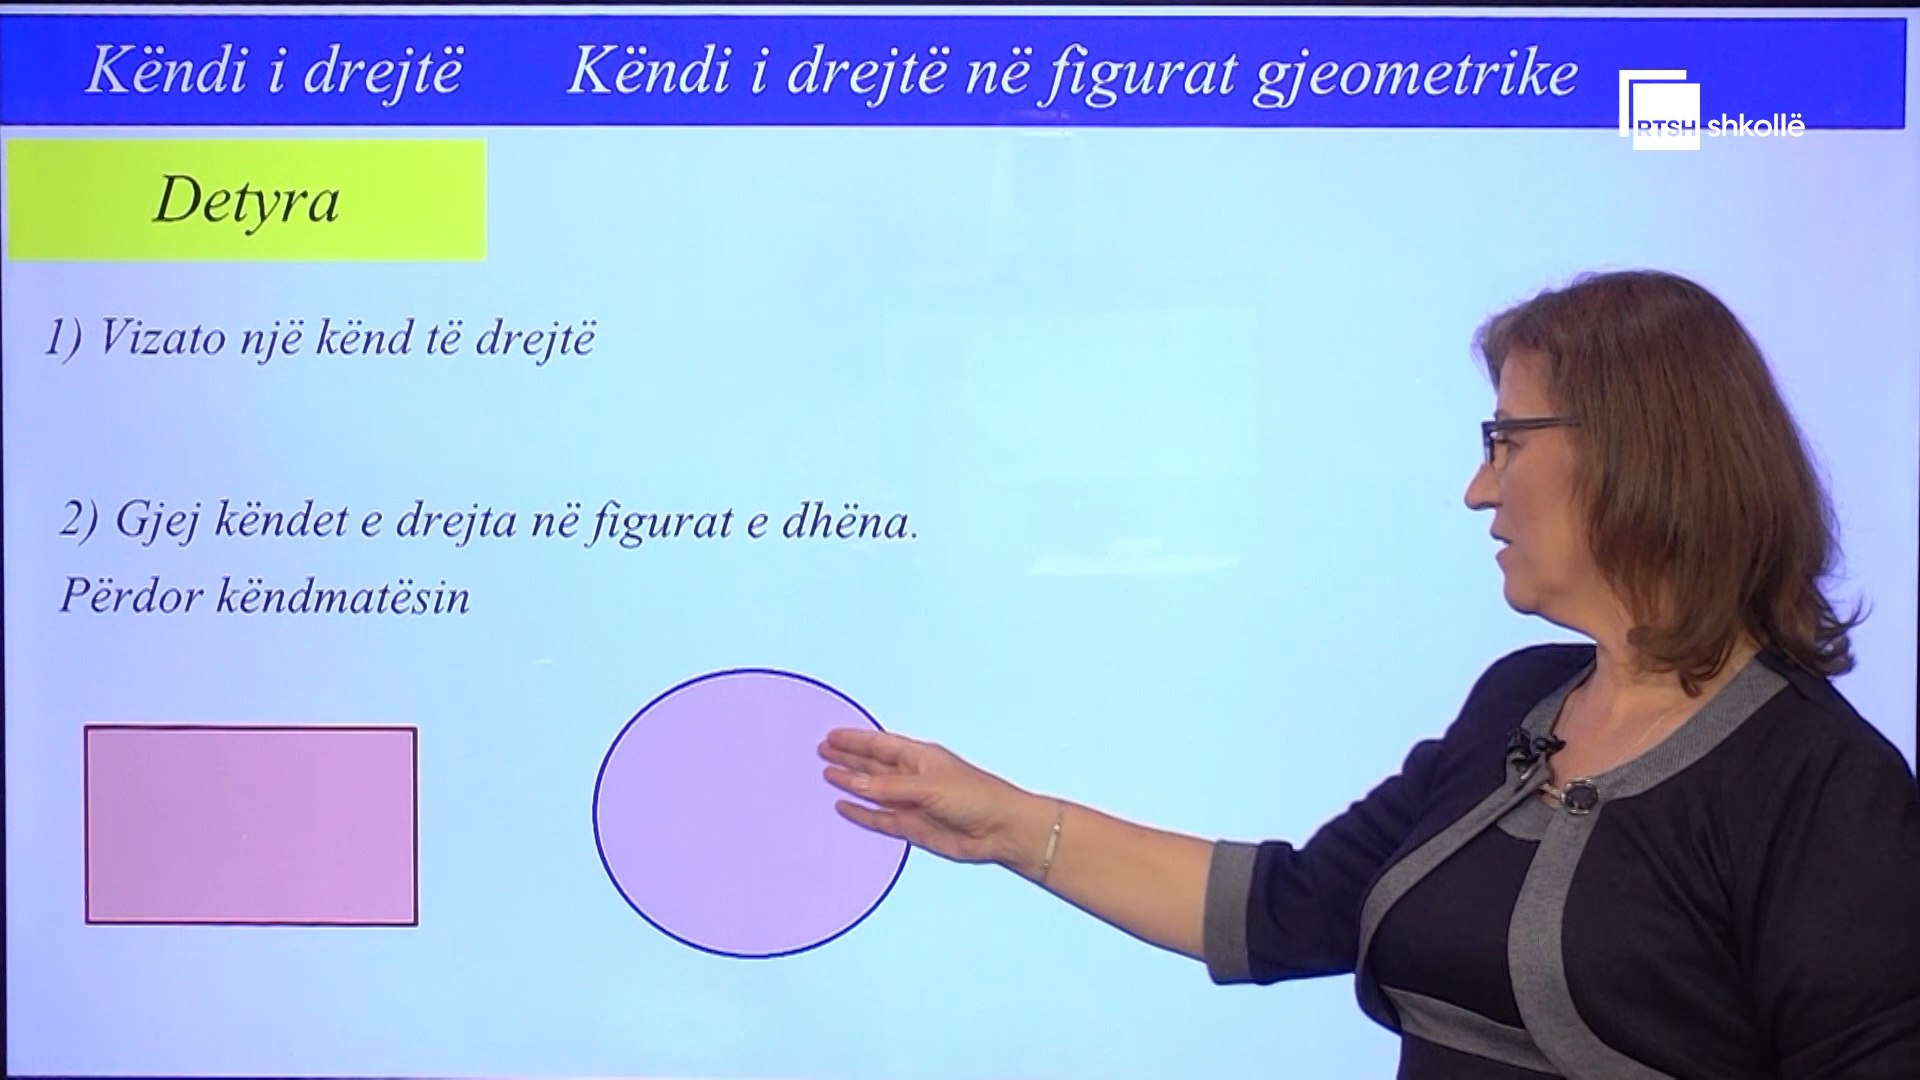 Këndi i drejtë Këndi i drejtë në figurat gjeometrike
RTSH shkollë
Detyra
1) Vizato një kënd të drejtë
2) Gjej këndet e drejta në figurat e dhëna.
Përdor këndmatësin